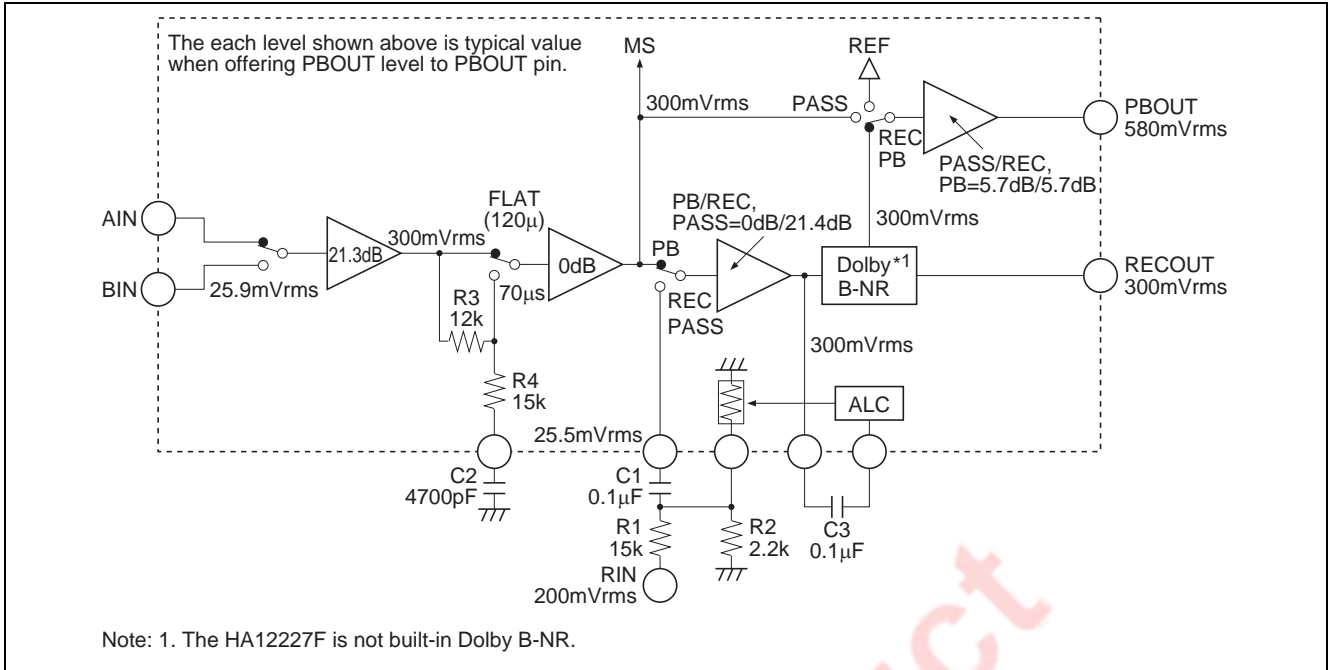 The each level shown above is typical value
when offering PBOUT level to PBOUT pin.
MS
REF
300mVrms
PASS
REC
PB
PBOUT
580mVrms
PASS/REC,
PB=5.7dB/5.7dB
AIN
BIN
25.9mVrms
21.3dB
300mVrms
FLAT
(120μ)
70μs
0dB
PB
REC
PASS
PB/REC,
PASS=0dB/21.4dB
300mVrms
Dolby*1
B-NR
RECOUT
300mVrms
R3
12k
R4
15k
300mVrms
ALC
25.5mVrms
C2
4700pF
C1
0.1μF
R1
15k
R2
2.2k
C3
0.1μF
RIN
200mVrms
Note: 1. The HA12227F is not built-in Dolby B-NR.